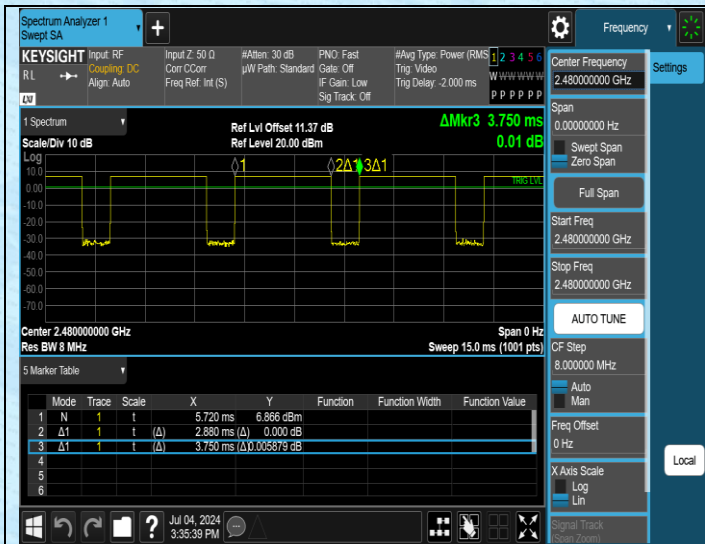 Spectrum Analyzer 1
Swept SA
Frequency
KEYSIGHT
RL
LXI
Input: RF
Coupling: DC
Align: Auto
Input Z: 50 Ω
Corr CCorr
Freq Ref: Int (S)
#Atten: 30 dB
µW Path: Standard
PNO: Fast
Gate: Off
IF Gain: Low
Sig Track: Off
#Avg Type: Power (RMS
Trig: Video
Trig Delay: -2.000 ms
1 2 3 4 5 6
W W W W W W
P P P P P P
1 Spectrum
Scale/Div 10 dB
Ref Lvl Offset 11.37 dB
Ref Level 20.00 dBm
ΔMkr3 3.750 ms
0.01 dB
Log
10.0
0.00
-10.0
-20.0
-30.0
-40.0
-50.0
-60.0
-70.0
1
2Δ1
3Δ1
TRIG LVL
Center 2.480000000 GHz
Res BW 8 MHz
Span 0 Hz
Sweep 15.0 ms (1001 pts)
5 Marker Table
Mode Trace Scale X Y Function Function Width Function Value
1 N 1 t 5.720 ms 6.866 dBm
2 Δ1 1 t (Δ) 2.880 ms (Δ) 0.000 dB
3 Δ1 1 t (Δ) 3.750 ms (Δ) 0.005879 dB
4
5
6
Jul 04, 2024
3:35:39 PM
Center Frequency
2.480000000 GHz
Span
0.00000000 Hz
Swept Span
Zero Span
Full Span
Start Freq
2.480000000 GHz
Stop Freq
2.480000000 GHz
AUTO TUNE
CF Step
8.000000 MHz
Auto
Man
Freq Offset
0 Hz
X Axis Scale
Log
Lin
Signal Track
(Span Zoom)
Settings
Local